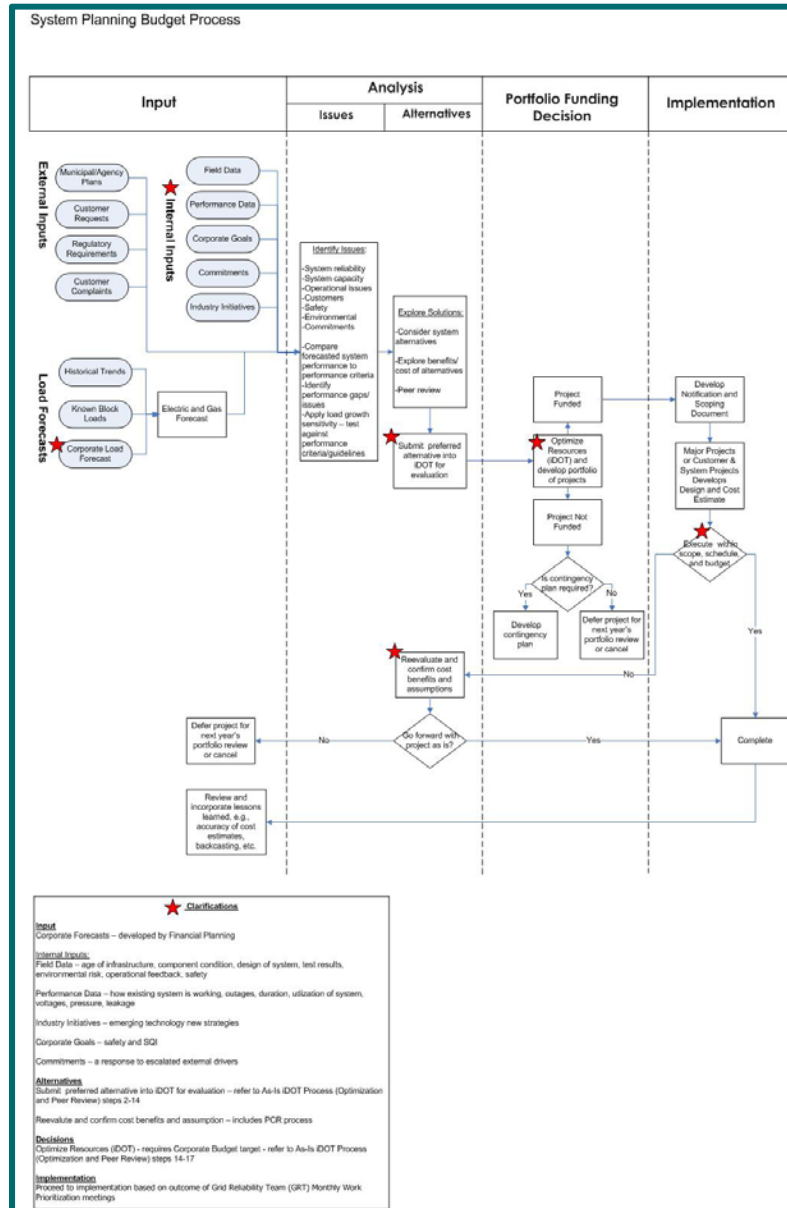 System Planning Budget Process
Input
Analysis
Issues
Alternatives
Portfolio Funding
Decision
Implementation
External Inputs
Municipal/Agency
Plans
Customer
Requests
Regulatory
Requirements
Customer
Complaints
Internal Inputs
Field Data
Performance Data
Corporate Goals
Commitments
Industry Initiatives
Load Forecasts
Historical Trends
Known Block
Loads
Corporate Load
Forecast
Electric and Gas
Forecast
Identify Issues:
-System reliability
-System capacity
-Operational issues
-Customers
-Safety
-Environmental
-Commitments
-Compare
forecasted system
performance to
performance criteria
-Identify
performance gaps/
issues
-Apply load growth
sensitivity – test
against
performance
criteria/guidelines
Explore Solutions:
-Consider system
alternatives
-Explore benefits/
cost of alternatives
-Peer review
Submit preferred
alternative into
iDOT for
evaluation
Project
Funded
Optimize
Resources
(iDOT) and
develop portfolio
of projects
Project Not
Funded
Is contingency
plan required?
Yes
No
Develop
contingency
plan
Defer project for
next year's
portfolio review
or cancel
Develop
Notification and
Scoping
Document
Major Projects
or Customer &
System Projects
Develops
Design and Cost
Estimate
Execute within
scope, schedule,
and budget
Yes
No
Reevaluate and
confirm cost
benefits and
assumptions
Go forward with
project as is?
No
Yes
Defer project for
next year's
portfolio review
or cancel
Complete
Review and
incorporate lessons
learned, e.g.,
accuracy of cost
estimates,
backcasting, etc.
Clarifications
Input
Corporate Forecasts – developed by Financial Planning
Internal Inputs:
Field Data – age of infrastructure, component condition, design of system, test results,
environmental risk, operational feedback, safety
Performance Data – how existing system is working, outages, duration, utlization of system,
voltages, pressure, leakage
Industry Initiatives – emerging technology new strategies
Corporate Goals – safety and SQI
Commitments – a response to escalated external drivers
Alternatives
Submit preferred alternative into iDOT for evaluation – refer to As-Is iDOT Process (Optimization
and Peer Review) steps 2-14
Reevalute and confirm cost benefits and assumption – includes PCR process
Decisions
Optimize Resources (iDOT) - requires Corporate Budget target - refer to As-Is iDOT Process
(Optimization and Peer Review) steps 14-17
Implementation
Proceed to implementation based on outcome of Grid Reliability Team (GRT) Monthly Work
Prioritization meetings